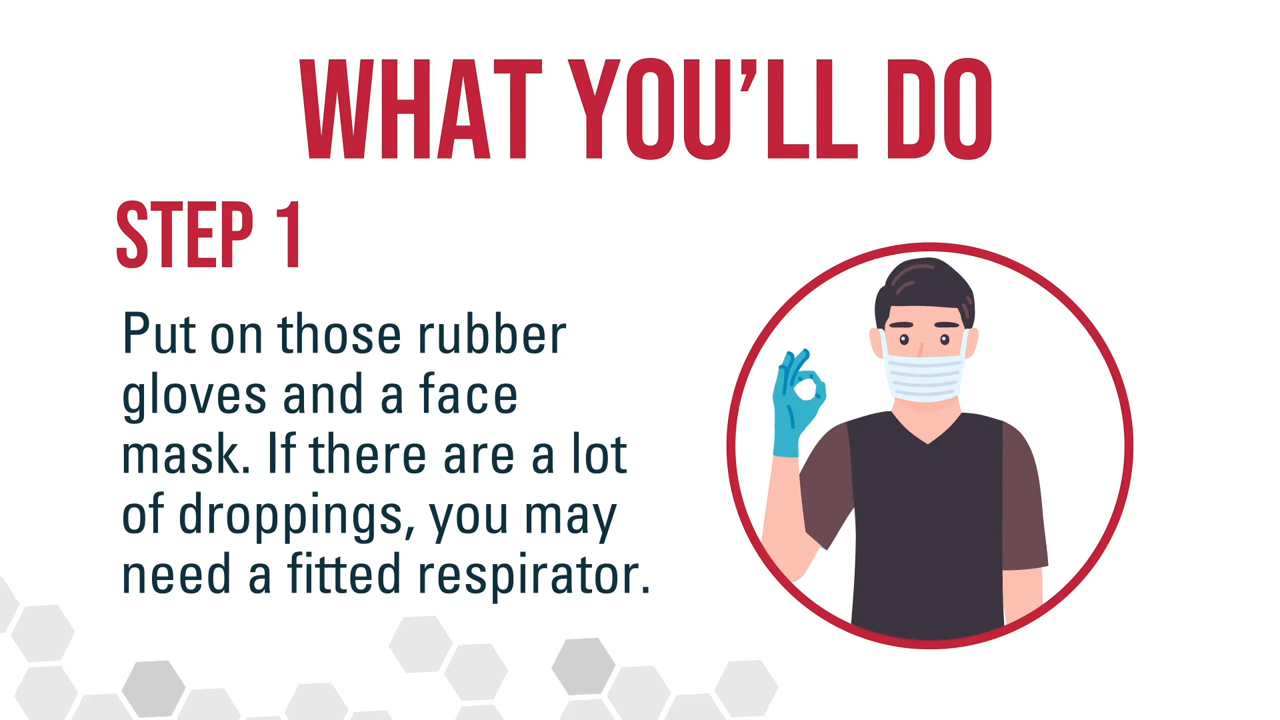 WHAT YOU’LL DO
STEP 1
Put on those rubber
gloves and a face
mask. If there are a lot
of droppings, you may
need a fitted respirator.